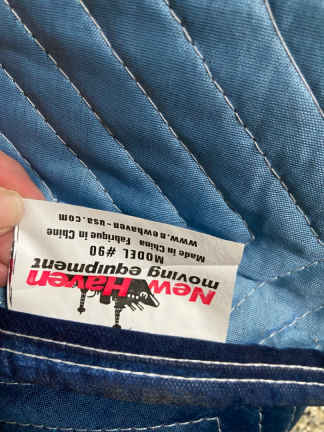 New Haven
moving equipment
MODEL #90
Made in China Fabrique in Chine
www.newhaven-usa.com